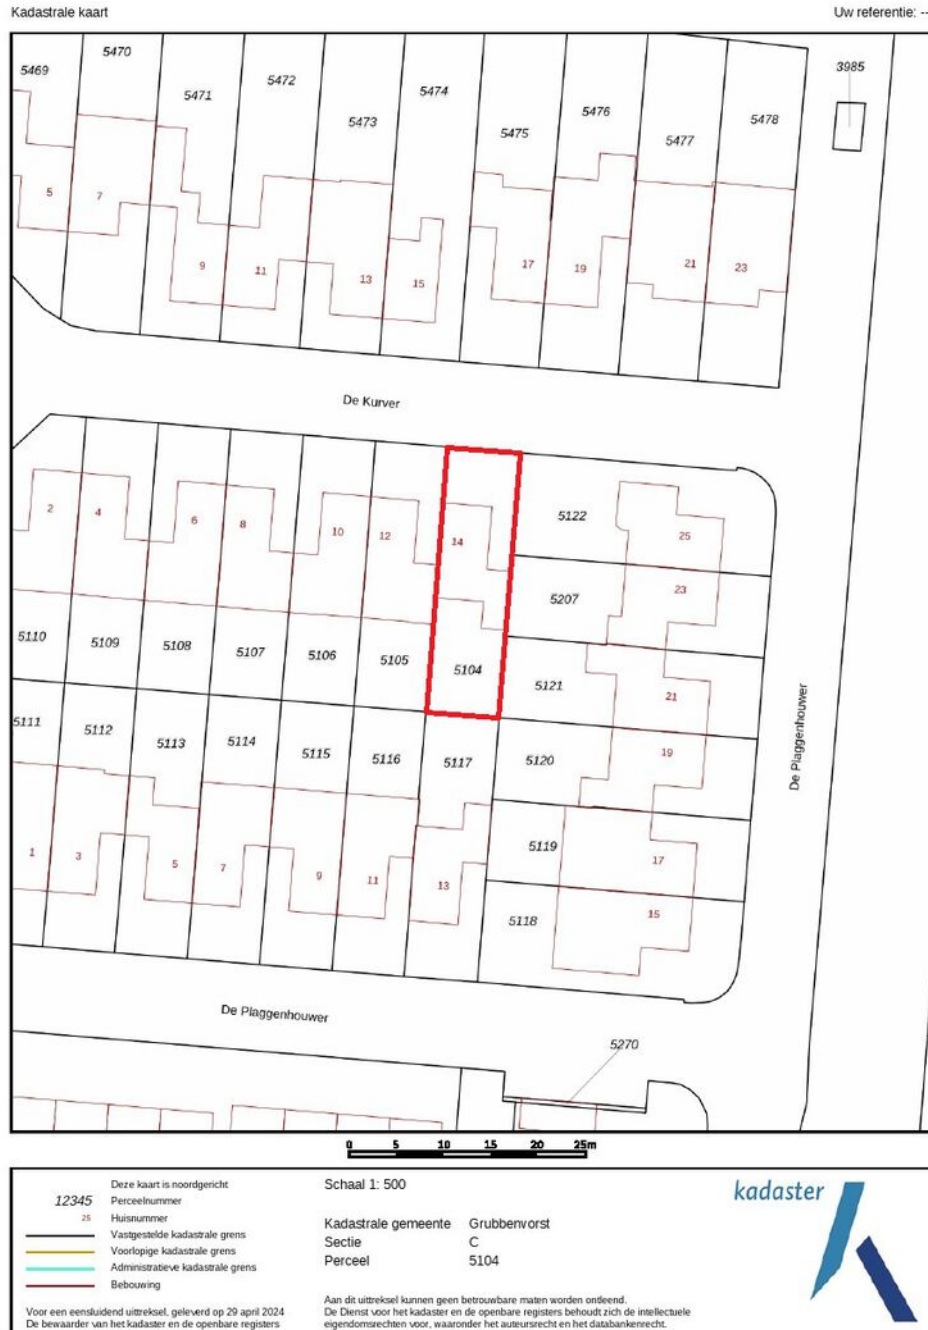 Kadastrale kaart
Uw referentie: --
5469
5470
5471
5472
5473
5474
5475
5476
5477
5478
3985
5
7
9
11
13
15
17
19
21
23
De Kurver
2
4
6
8
10
12
14
5122
25
5207
23
5110
5109
5108
5107
5106
5105
5104
5121
21
5111
5112
5113
5114
5115
5116
5117
5120
19
De Plaggenhouwer
1
3
5
7
9
11
13
5119
17
5118
15
De Plaggenhouwer
5270
0 5 10 15 20 25m
Deze kaart is noordgericht
12345 Perceelnummer
25 Huisnummer
Vastgestelde kadastrale grens
Voorlopige kadastrale grens
Administratieve kadastrale grens
Bebouwing
Voor een eensluidend uittreksel, geleverd op 29 april 2024
De bewaarder van het kadaster en de openbare registers
Schaal 1: 500
Kadastrale gemeente Grubbenvorst
Sectie C
Perceel 5104
Aan dit uittreksel kunnen geen betrouwbare maten worden ontleend.
De Dienst voor het kadaster en de openbare registers behoudt zich de intellectuele
eigendomsrechten voor, waaronder het auteursrecht en het databankenrecht.
kadaster